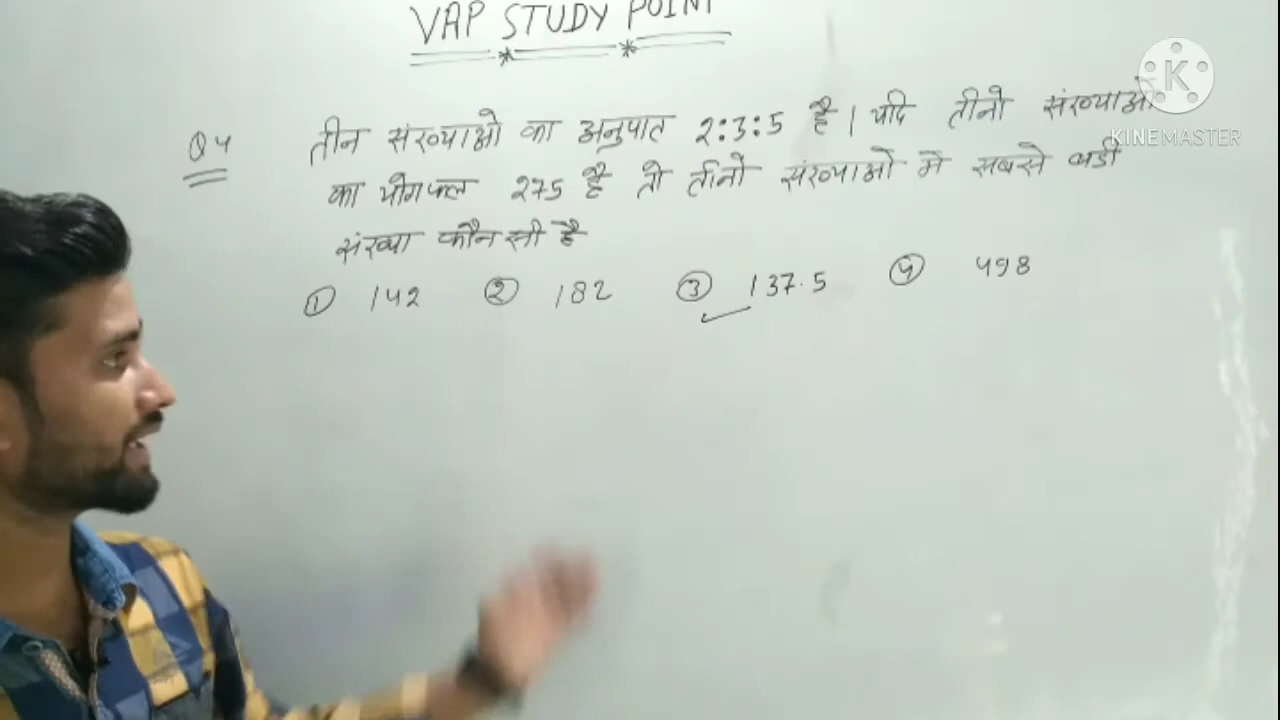 VAP STUDY POINT
Q 4 तीन संख्याओ का अनुपात 2:3:5 है। यदि तीनो संख्याओ
का योगफल 275 है तो तीनो संख्याओ मे सबसे बडी
संख्या कौन सी है
① 142 ② 182 ③ 137.5 ④ 498
K
KINEMASTER